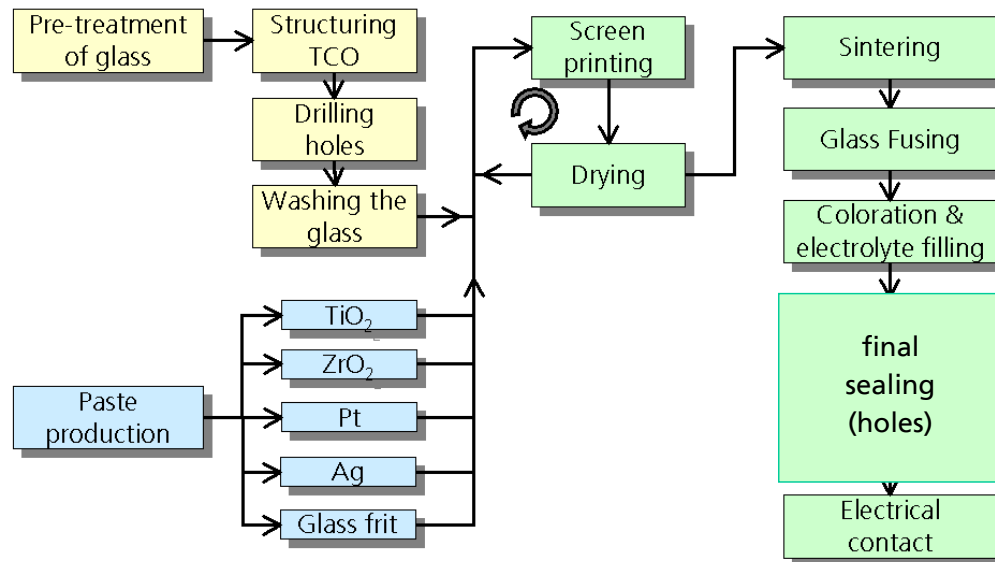 Pre-treatment
of glass
Structuring
TCO
Drilling
holes
Washing the
glass
Paste
production
TiO₂
ZrO₂
Pt
Ag
Glass frit
Screen
printing
Drying
Sintering
Glass Fusing
Coloration &
electrolyte filling
final
sealing
(holes)
Electrical
contact